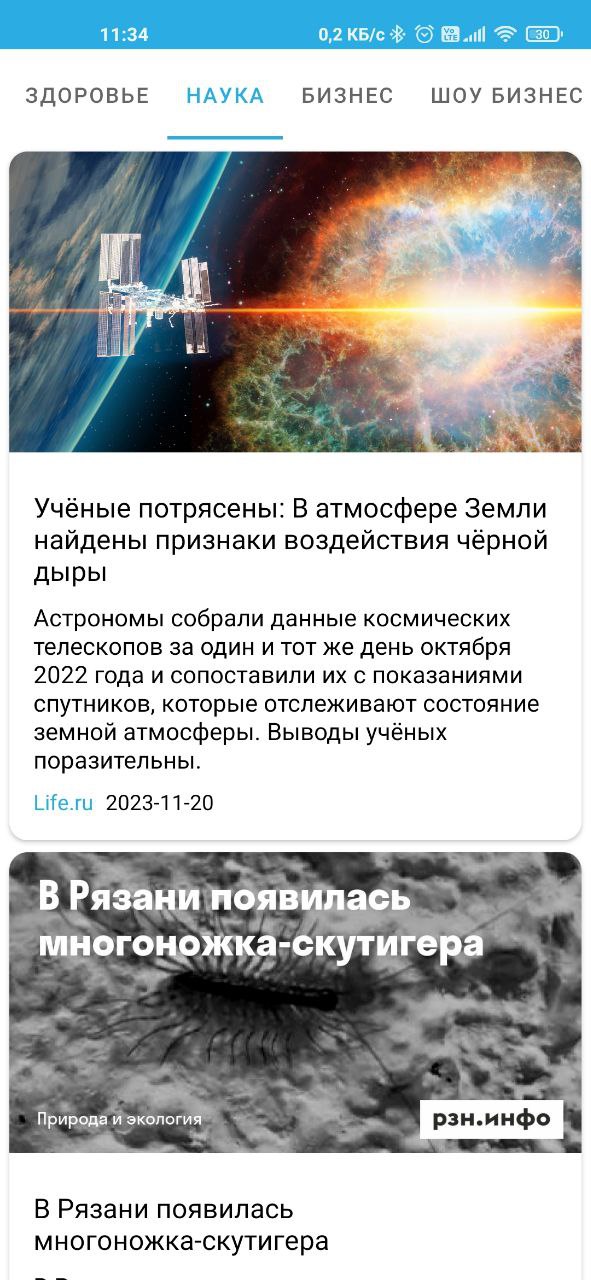 11:34 0,2 КБ/с Vo LTE 30
ЗДОРОВЬЕ НАУКА БИЗНЕС ШОУ БИЗНЕС
Учёные потрясены: В атмосфере Земли
найдены признаки воздействия чёрной
дыры
Астрономы собрали данные космических
телескопов за один и тот же день октября
2022 года и сопоставили их с показаниями
спутников, которые отслеживают состояние
земной атмосферы. Выводы учёных
поразительны.
Life.ru 2023-11-20
В Рязани появилась
многоножка-скутигера
Природа и экология рзн.инфо
В Рязани появилась
многоножка-скутигера